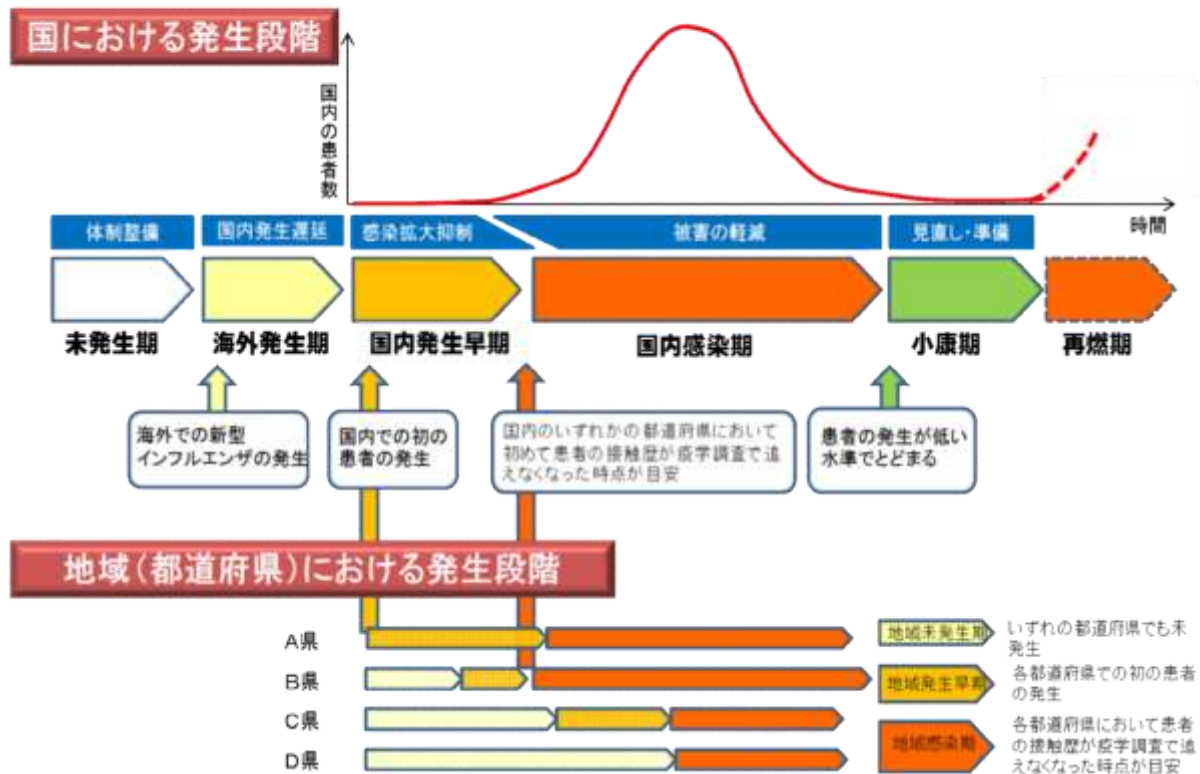 国における発生段階
国内の患者数
時間
体制整備
国内発生遅延
感染拡大抑制
被害の軽減
見直し・準備
未発生期
海外発生期
国内発生早期
国内感染期
小康期
再燃期
海外での新型
インフルエンザの発生
国内での初の
患者の発生
国内のいずれかの都道府県において
初めて患者の接触歴が疫学調査で追
えなくなった時点が目安
患者の発生が低い
水準でとどまる
地域(都道府県)における発生段階
A県
B県
C県
D県
地域未発生期
いずれの都道府県でも未
発生
地域発生早期
各都道府県での初の患者
の発生
地域感染期
各都道府県において患者
の接触歴が疫学調査で追
えなくなった時点が目安